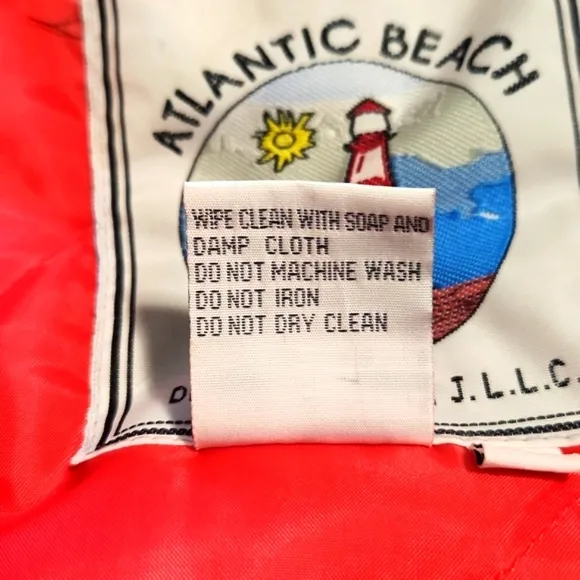 ATLANTIC BEACH
WIPE CLEAN WITH SOAP AND
DAMP CLOTH
DO NOT MACHINE WASH
DO NOT IRON
DO NOT DRY CLEAN
J.L.L.C.